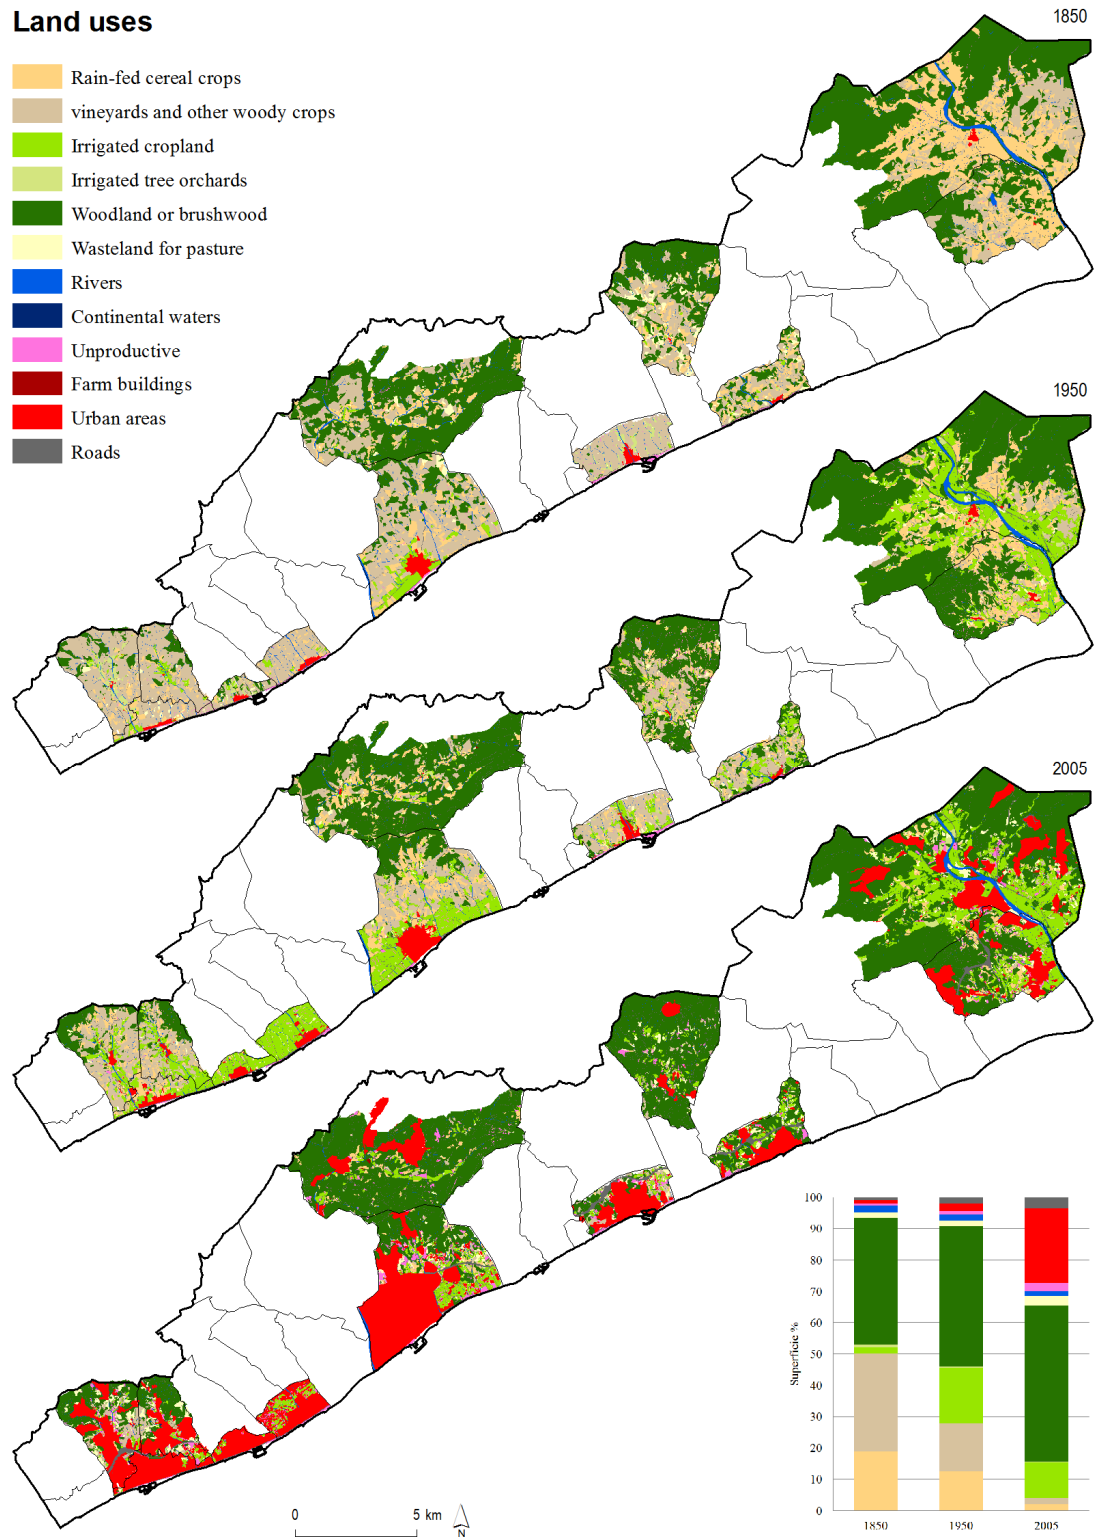 Land uses
1850
Rain-fed cereal crops
vineyards and other woody crops
Irrigated cropland
Irrigated tree orchards
Woodland or brushwood
Wasteland for pasture
Rivers
Continental waters
Unproductive
Farm buildings
Urban areas
Roads
1950
2005
100
90
80
70
60
50
40
30
20
10
0
Superficie %
1850
1950
2005
0
5 km
N